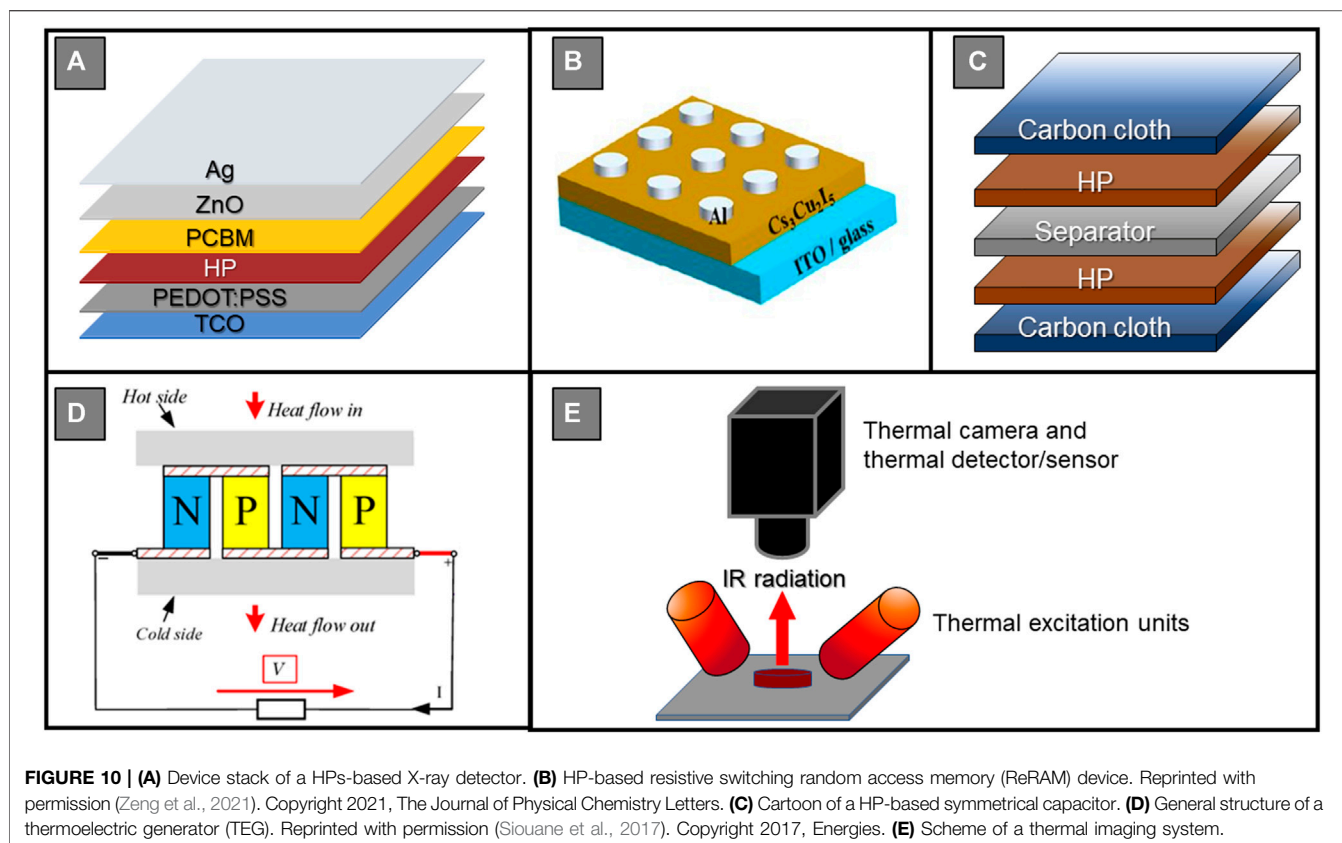 A
Ag
ZnO
PCBM
HP
PEDOT:PSS
TCO
B
Al
Cs₃Cu₂I₅
ITO / glass
C
Carbon cloth
HP
Separator
HP
Carbon cloth
D
Hot side
Heat flow in
N P N P
−
+
Cold side
Heat flow out
V
I
E
Thermal camera and
thermal detector/sensor
IR radiation
Thermal excitation units
FIGURE 10 | (A) Device stack of a HPs-based X-ray detector. (B) HP-based resistive switching random access memory (ReRAM) device. Reprinted with
permission (Zeng et al., 2021). Copyright 2021, The Journal of Physical Chemistry Letters. (C) Cartoon of a HP-based symmetrical capacitor. (D) General structure of a
thermoelectric generator (TEG). Reprinted with permission (Siouane et al., 2017). Copyright 2017, Energies. (E) Scheme of a thermal imaging system.